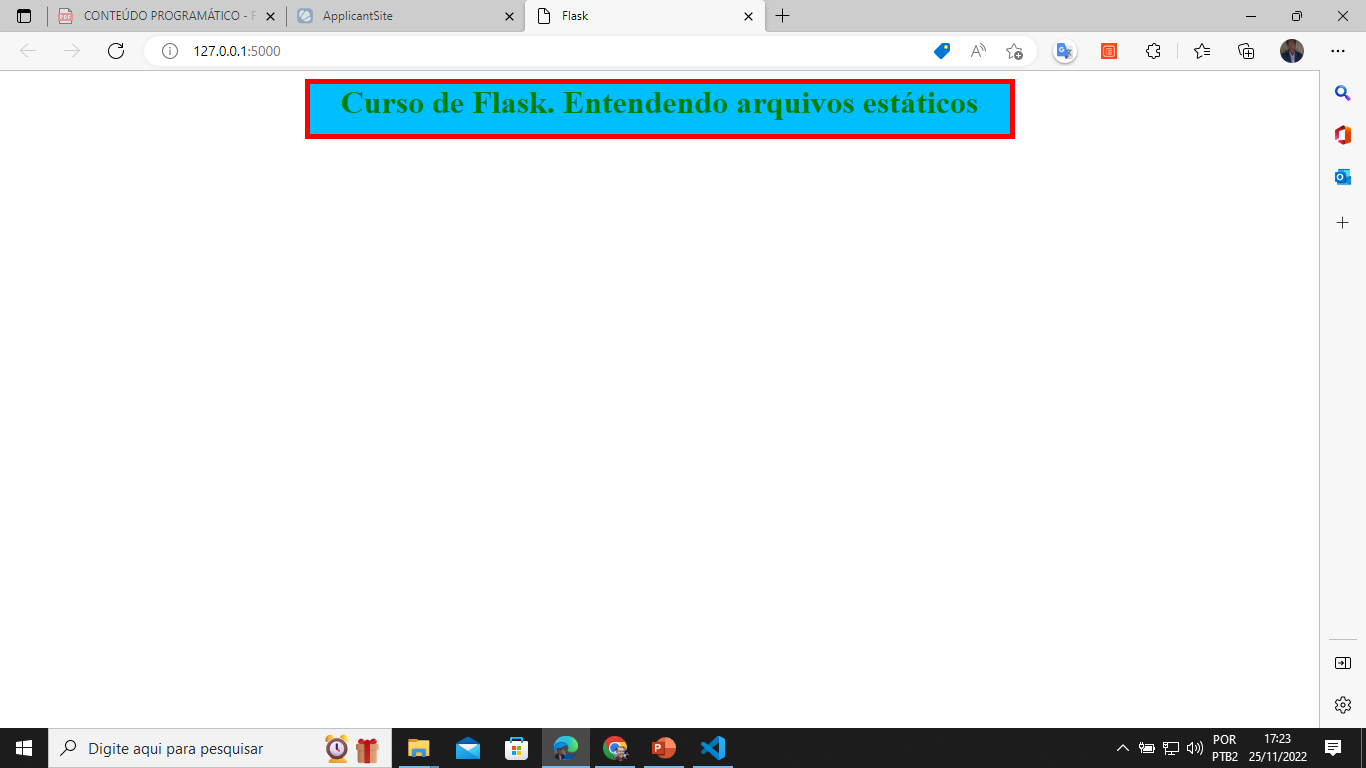 CONTEÚDO PROGRAMÁTICO - F
ApplicantSite
Flask
127.0.0.1:5000
Curso de Flask. Entendendo arquivos estáticos
Digite aqui para pesquisar
POR
PTB2
17:23
25/11/2022